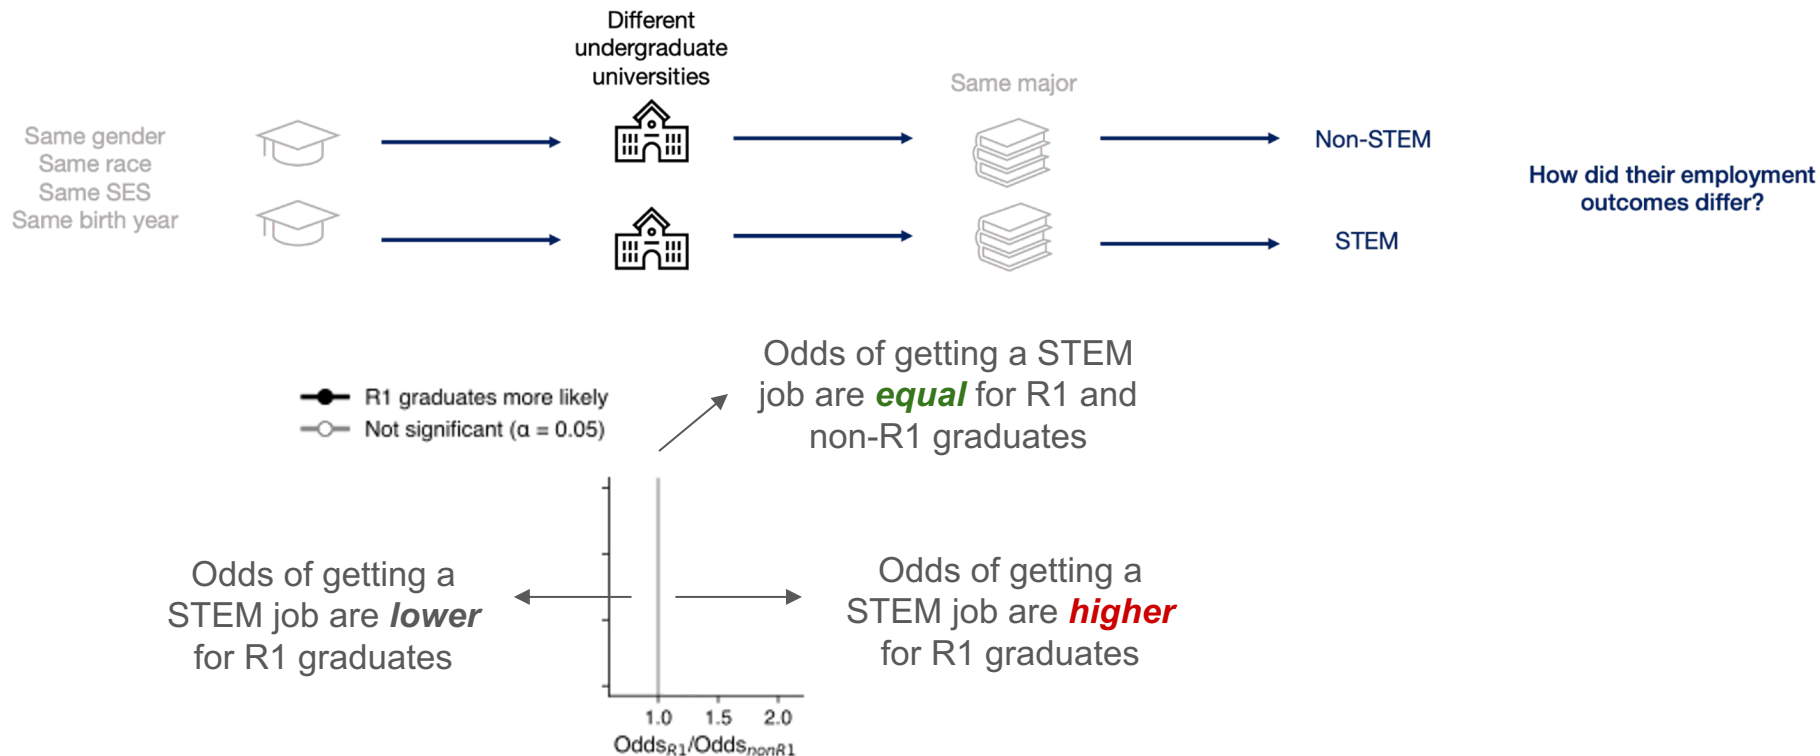 Different
undergraduate
universities
Same major
Same gender
Same race
Same SES
Same birth year
Non-STEM
STEM
How did their employment
outcomes differ?
R1 graduates more likely
Not significant (α = 0.05)
Odds of getting a STEM
job are equal for R1 and
non-R1 graduates
Odds of getting a
STEM job are lower
for R1 graduates
Odds of getting a
STEM job are higher
for R1 graduates
1.0 1.5 2.0
OddsR1/OddsnonR1